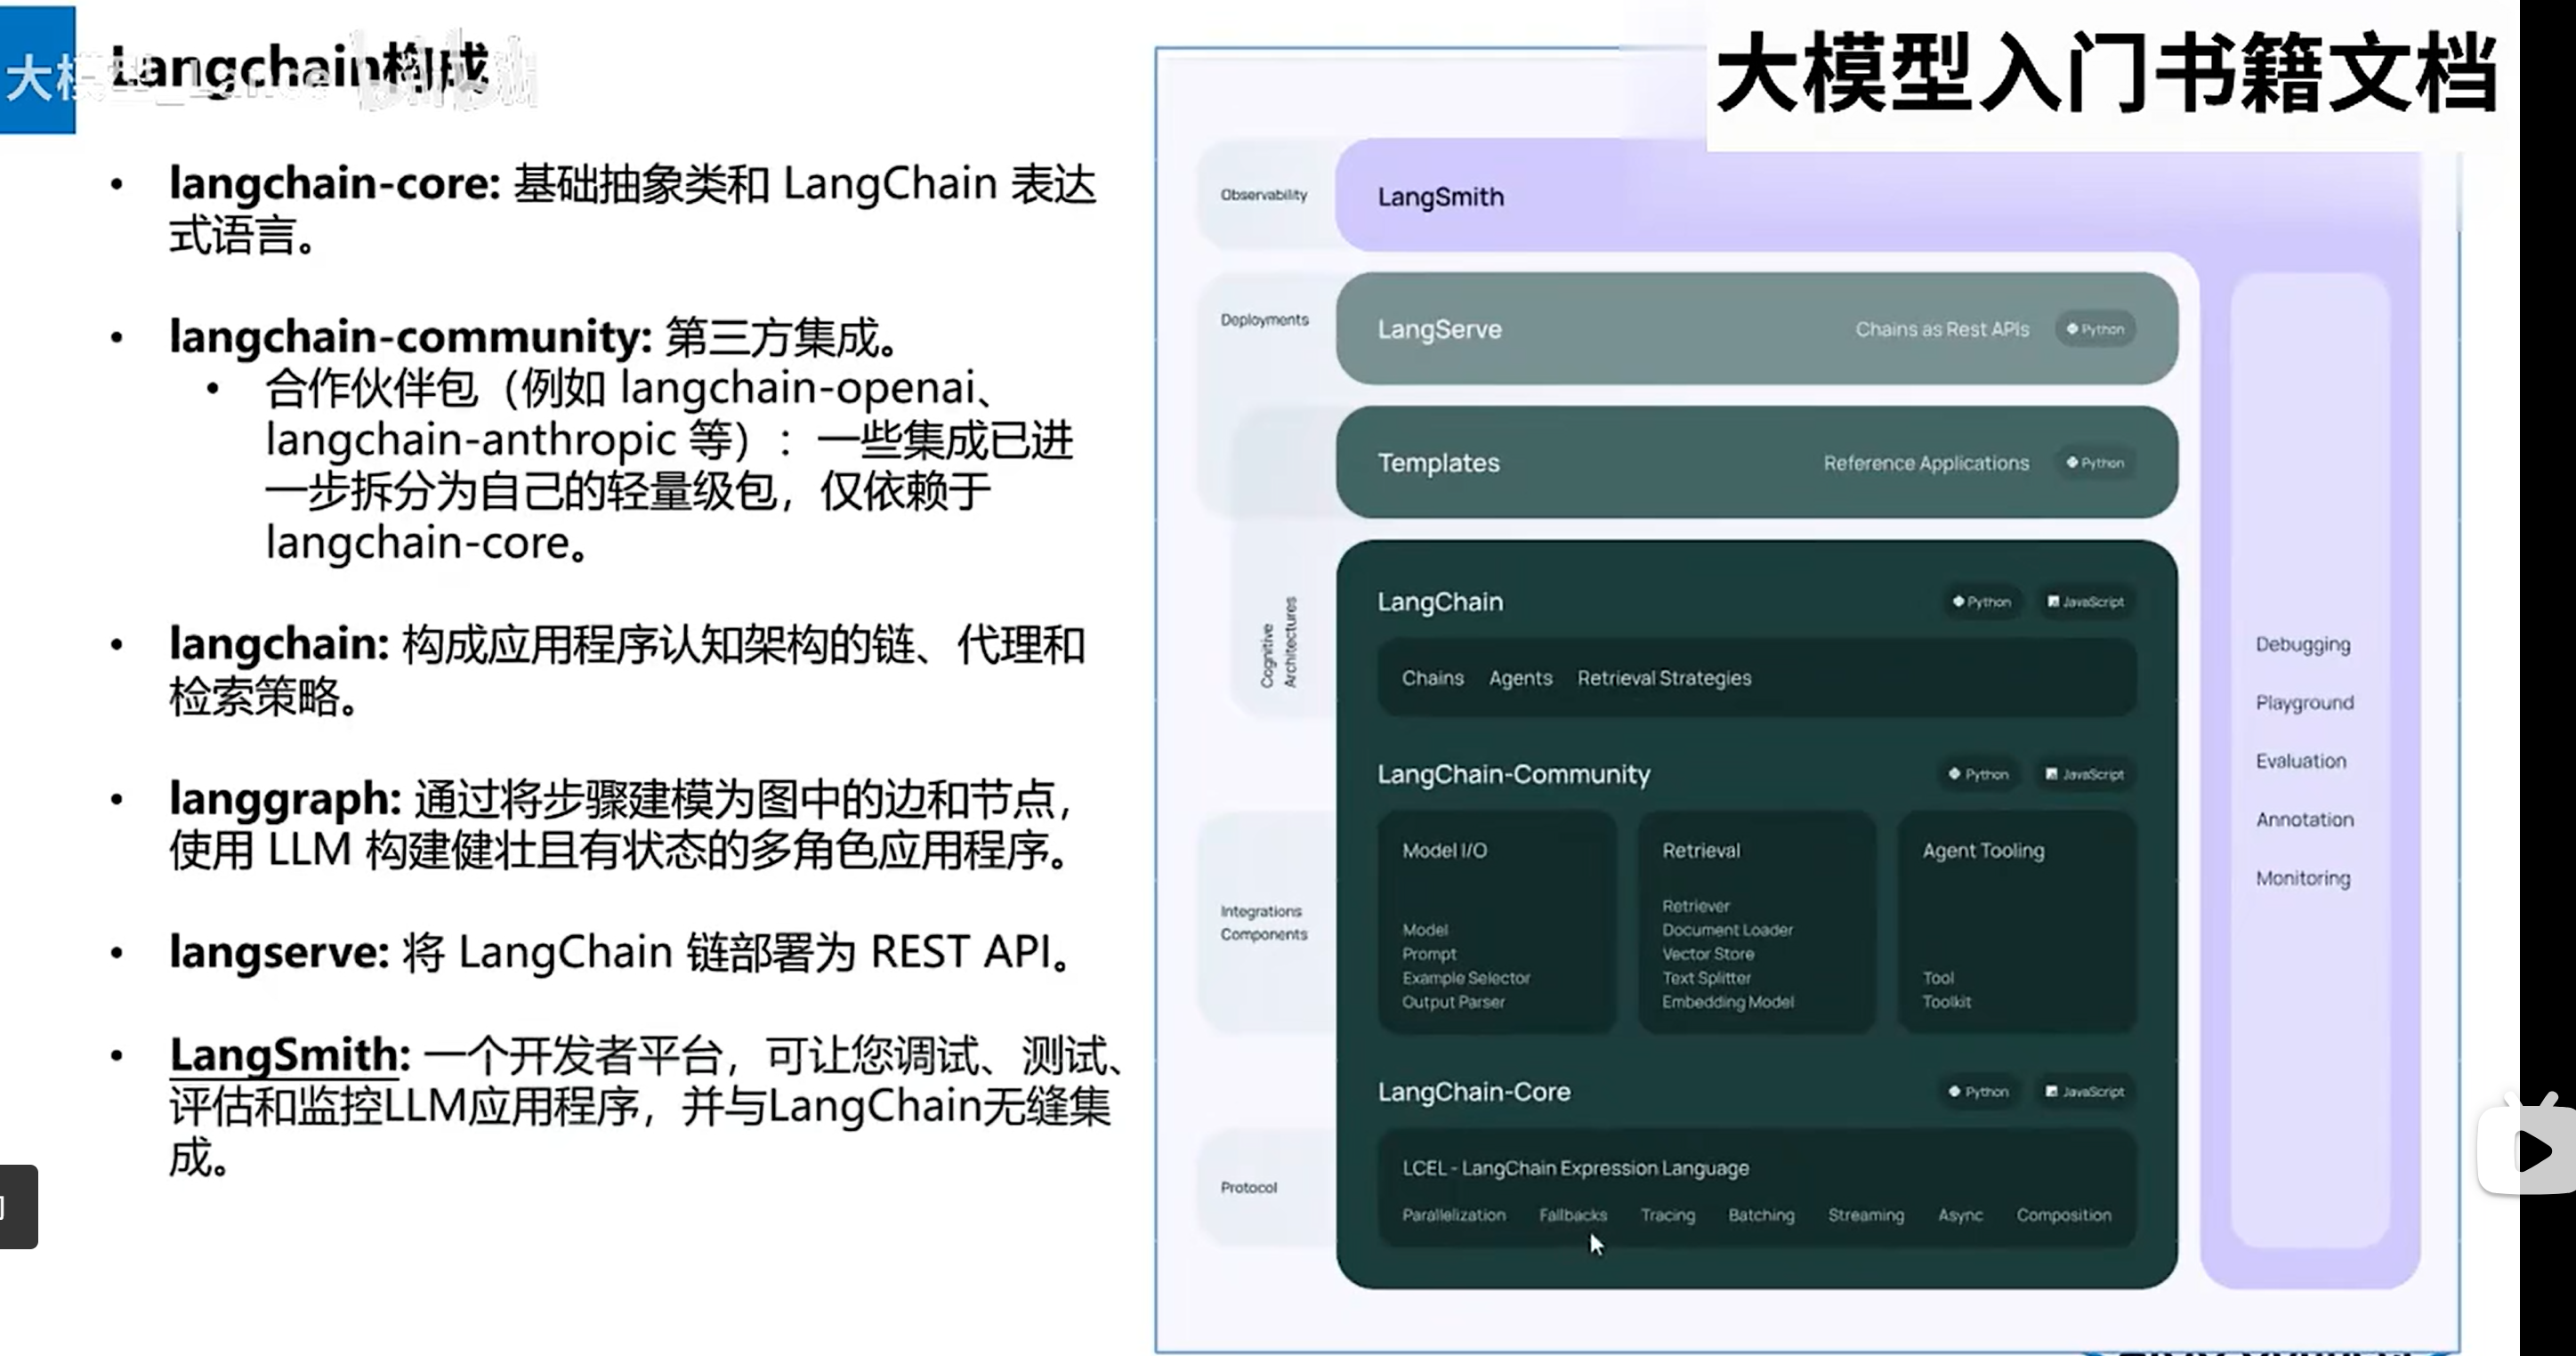 Langchain构成
大模型_Lance bilibili
大模型入门书籍文档
• langchain-core: 基础抽象类和 LangChain 表达
式语言。
• langchain-community: 第三方集成。
• 合作伙伴包（例如 langchain-openai、
langchain-anthropic 等）：一些集成已进
一步拆分为自己的轻量级包，仅依赖于
langchain-core。
• langchain: 构成应用程序认知架构的链、代理和
检索策略。
• langgraph: 通过将步骤建模为图中的边和节点，
使用 LLM 构建健壮且有状态的多角色应用程序。
• langserve: 将 LangChain 链部署为 REST API。
• LangSmith: 一个开发者平台，可让您调试、测试、
评估和监控LLM应用程序，并与LangChain无缝集
成。
Observability
LangSmith
Deployments
LangServe Chains as Rest APIs Python
Templates Reference Applications Python
Cognitive
Architectures
LangChain Python JavaScript
Chains Agents Retrieval Strategies
LangChain-Community Python JavaScript
Integrations
Components
Model I/O
Model
Prompt
Example Selector
Output Parser
Retrieval
Retriever
Document Loader
Vector Store
Text Splitter
Embedding Model
Agent Tooling
Tool
Toolkit
LangChain-Core Python JavaScript
Protocol
LCEL - LangChain Expression Language
Parallelization Fallbacks Tracing Batching Streaming Async Composition
Debugging
Playground
Evaluation
Annotation
Monitoring